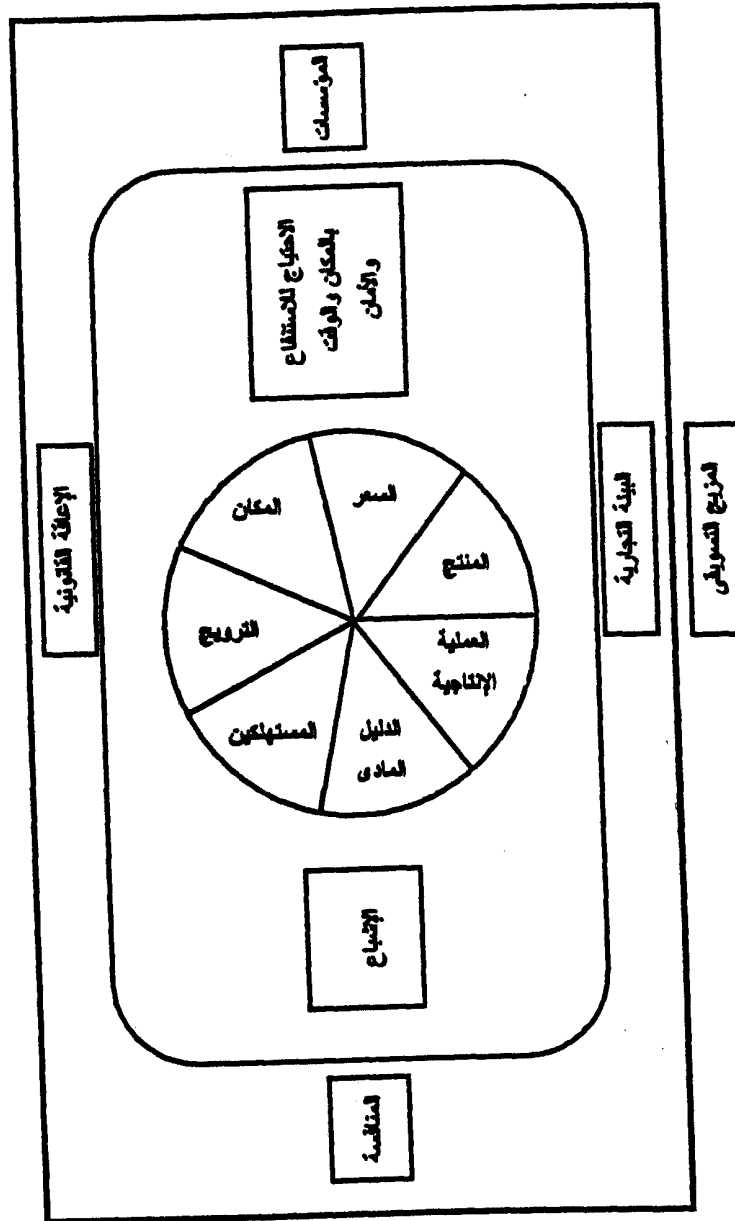 المؤسسات
الاحتياج للاستنفاع
بالمكان والوقت
والأمان
الإعاقة القانونية
المكان
السعر
المنتج
العملية
الإنتاجية
الدليل
المادى
المستهلكين
الترويج
البيئة التجارية
المزيج التسويقى
الإشباع
المنافسة